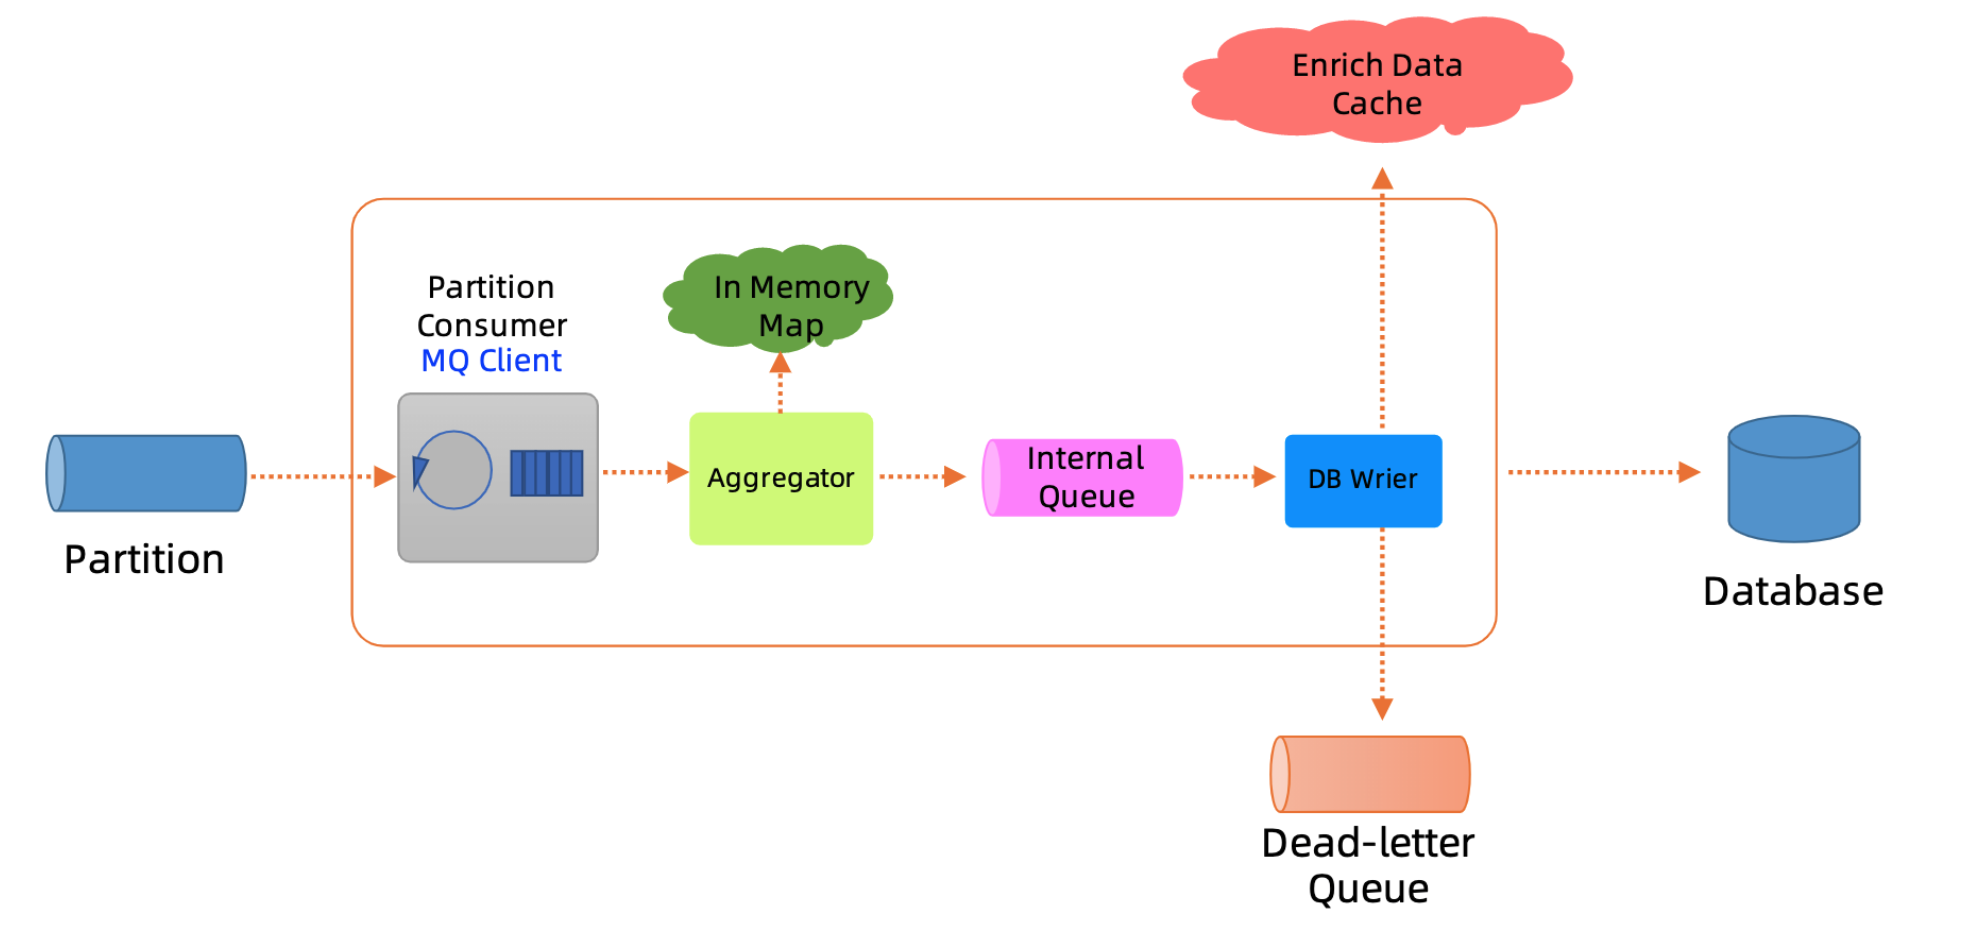 Enrich Data
Cache
Partition
Consumer
MQ Client
In Memory
Map
Partition
Aggregator
Internal
Queue
DB Wrier
Database
Dead-letter
Queue